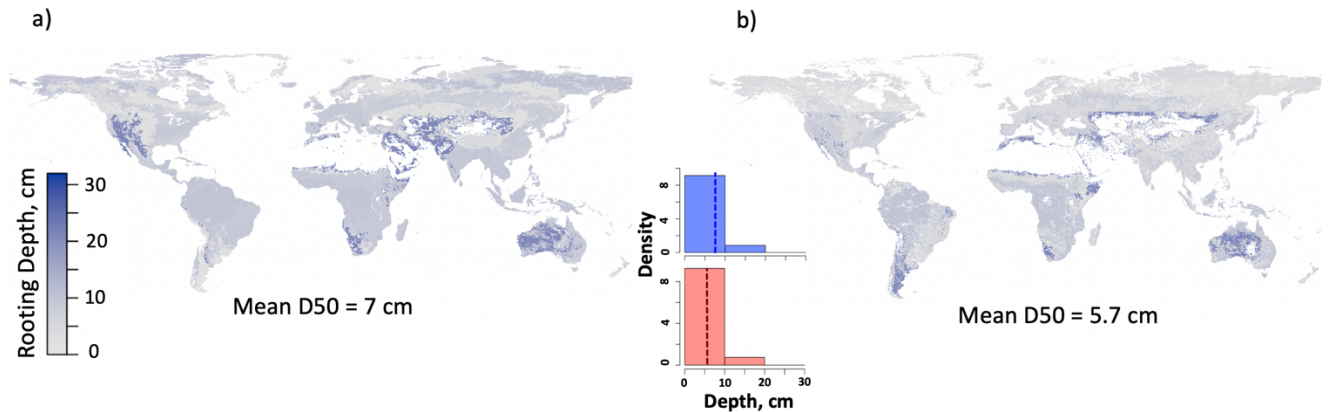 a)
b)
Rooting Depth, cm
30
20
10
0
Mean D50 = 7 cm
Density
8
4
0
8
4
0
0
10
20
30
Depth, cm
Mean D50 = 5.7 cm